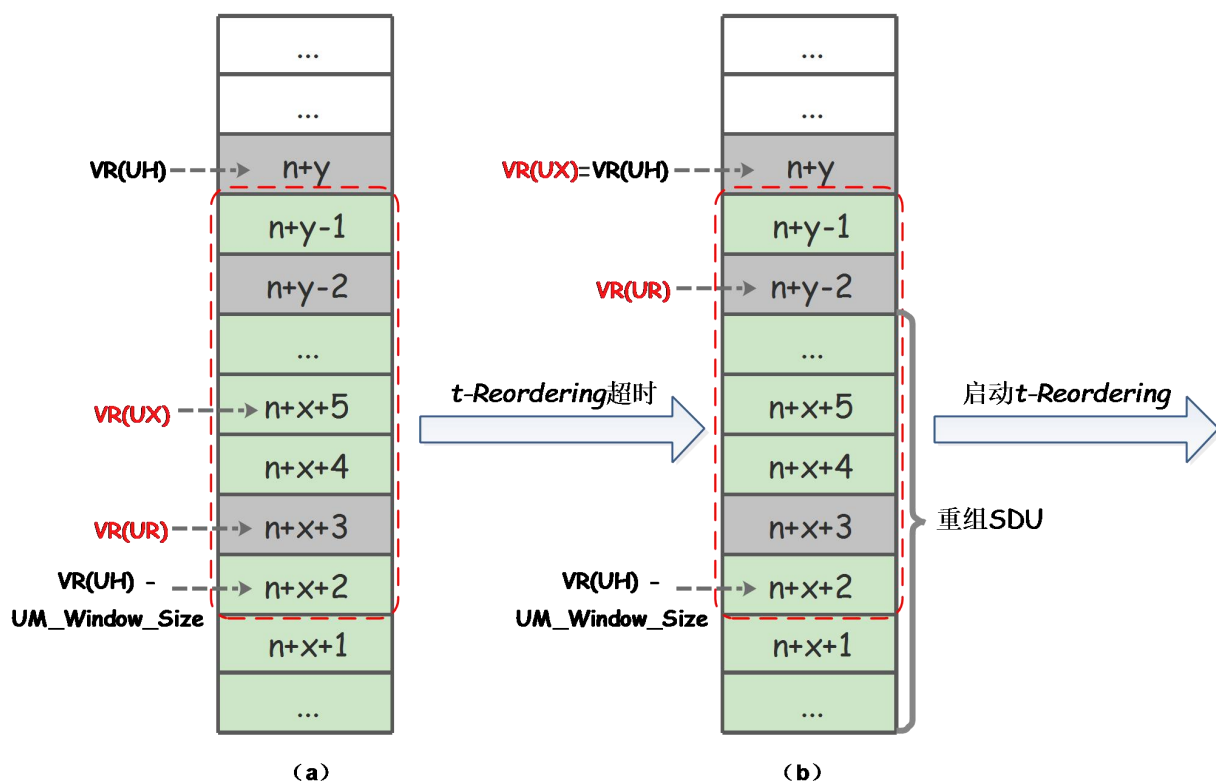 ...
...
VR(UH)
n+y
n+y-1
n+y-2
...
VR(UX)
n+x+5
n+x+4
VR(UR)
n+x+3
VR(UH) -
UM_Window_Size
n+x+2
n+x+1
...
(a)
t-Reordering超时
...
...
VR(UX)=VR(UH)
n+y
n+y-1
VR(UR)
n+y-2
...
n+x+5
n+x+4
n+x+3
VR(UH) -
UM_Window_Size
n+x+2
n+x+1
...
(b)
重组SDU
启动t-Reordering